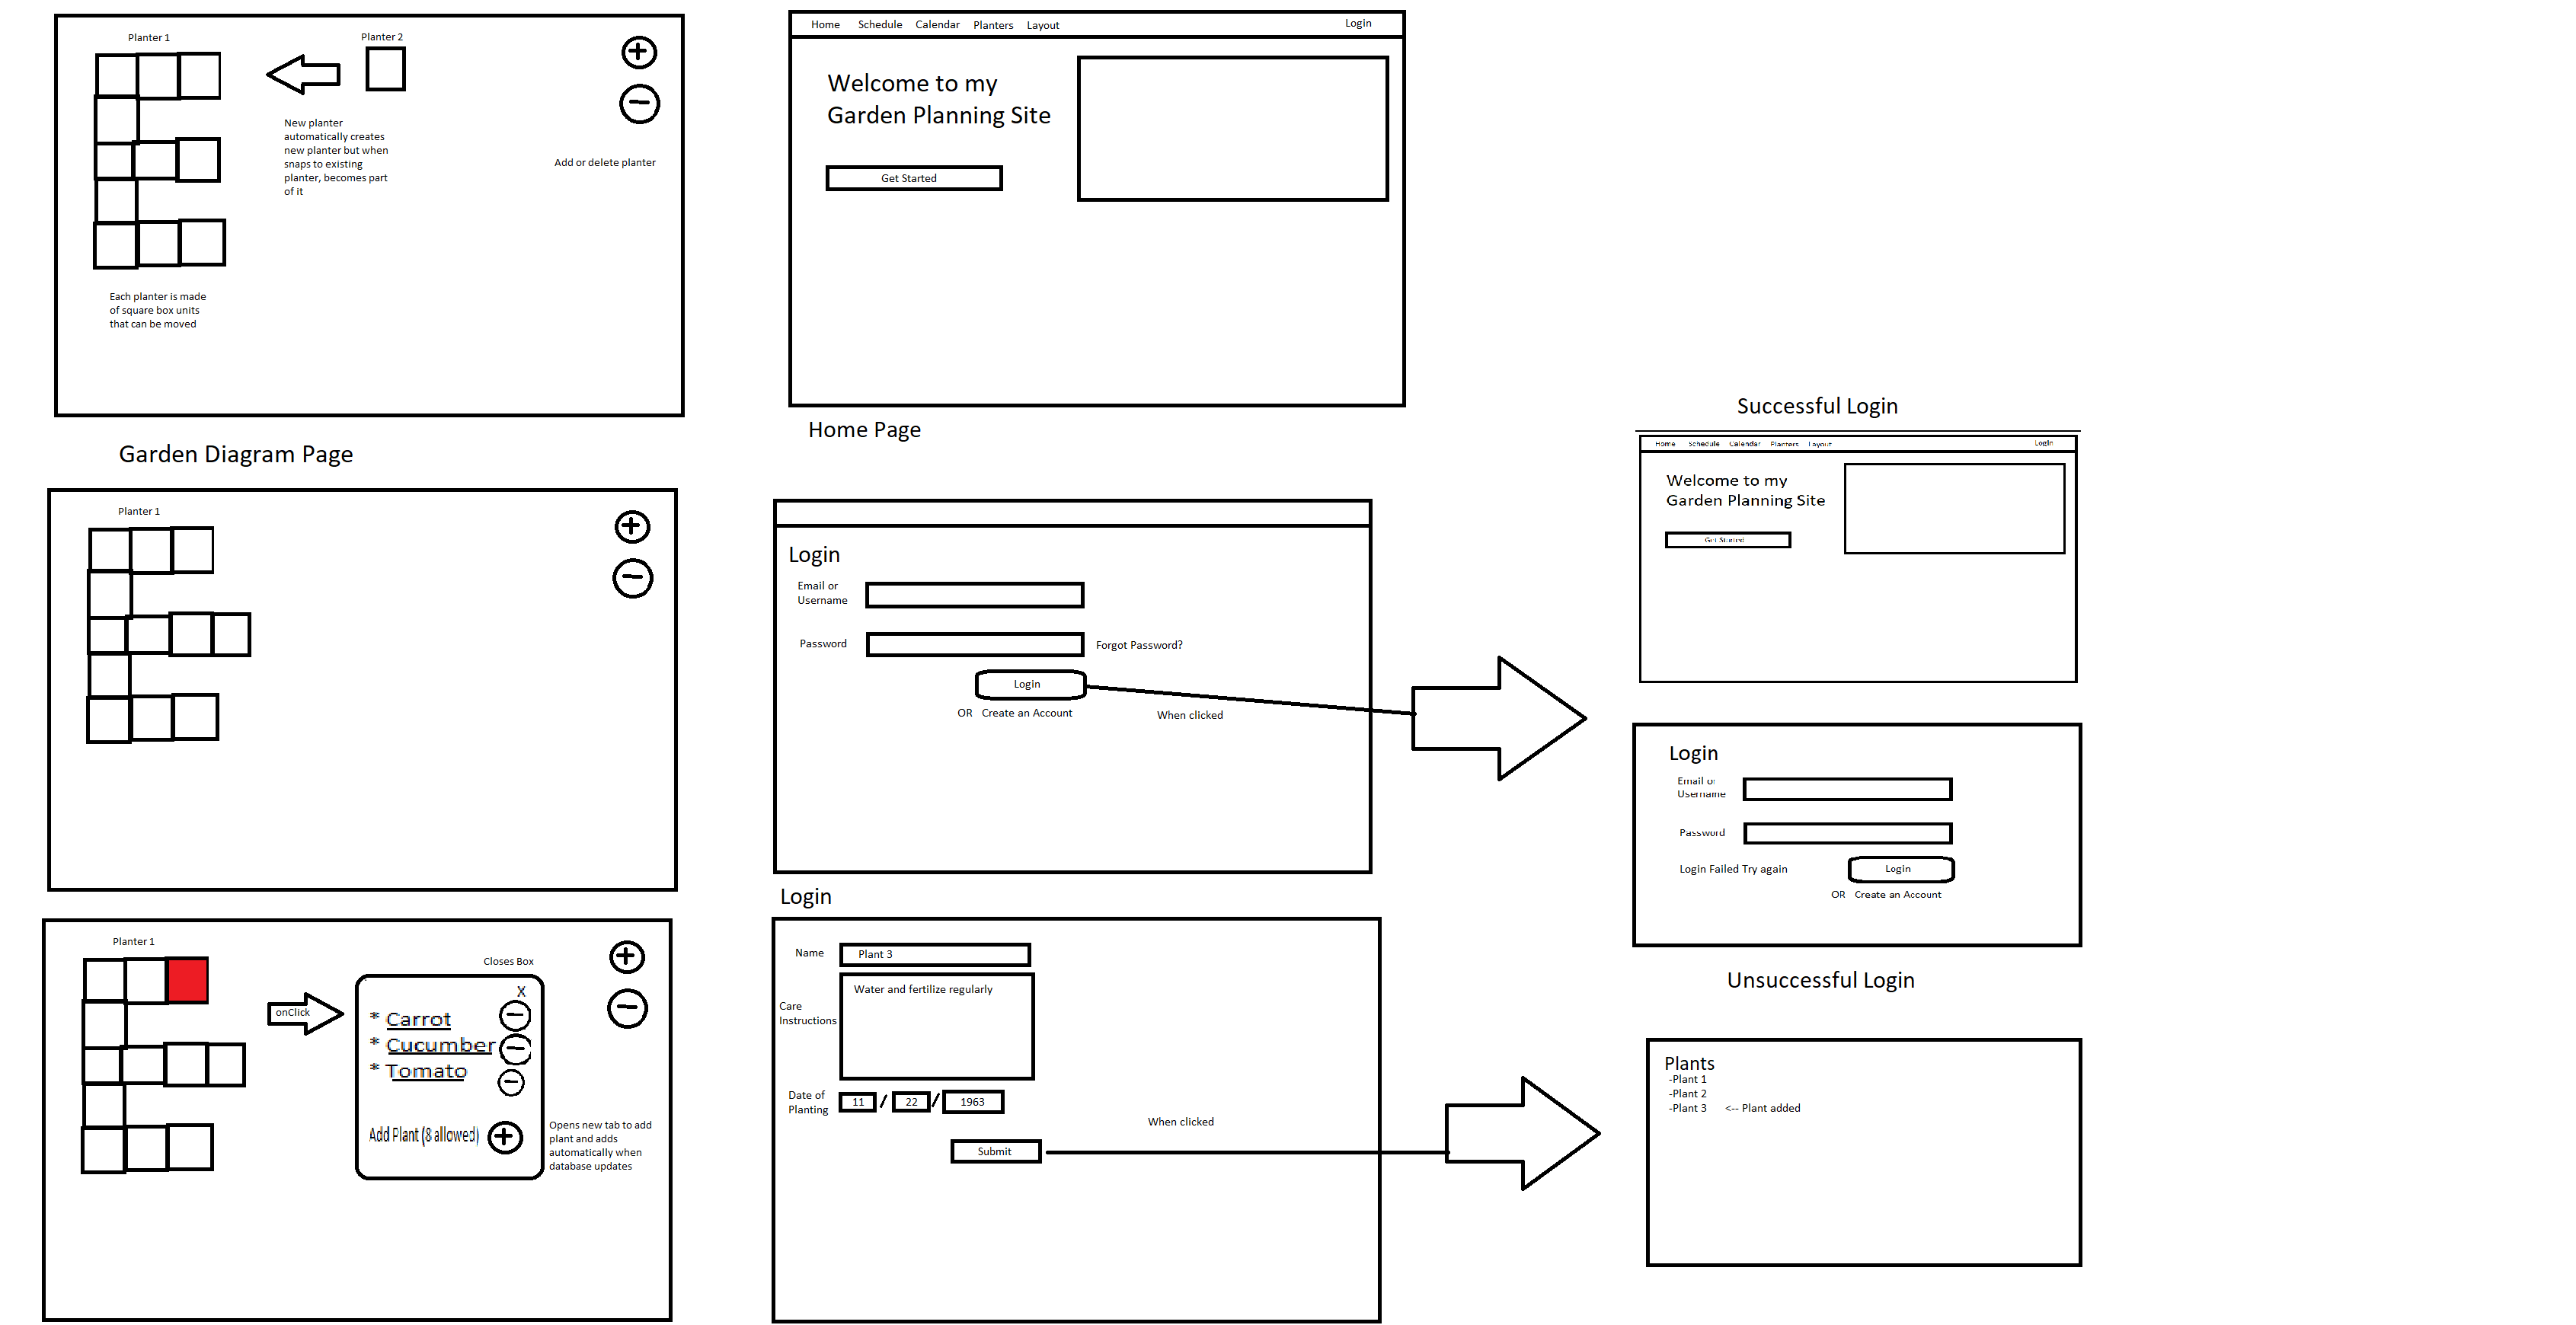 Planter 1
Planter 2
New planter
automatically creates
new planter but when
snaps to existing
planter, becomes part
of it
Add or delete planter
Each planter is made
of square box units
that can be moved
Garden Diagram Page
Planter 1
Planter 1
onClick
Closes Box
X
* Carrot
* Cucumber
* Tomato
Add Plant (8 allowed)
Opens new tab to add
plant and adds
automatically when
database updates
Home Schedule Calendar Planters Layout Login
Welcome to my
Garden Planning Site
Get Started
Home Page
Login
Email or
Username
Password
Forgot Password?
Login
OR Create an Account
When clicked
Login
Name
Plant 3
Care
Instructions
Water and fertilize regularly
Date of
Planting
11 / 22 / 1963
Submit
When clicked
Successful Login
Home Schedule Calendar Planters Layout Login
Welcome to my
Garden Planning Site
Get Started
Login
Email or
Username
Password
Login Failed Try again
Login
OR Create an Account
Unsuccessful Login
Plants
-Plant 1
-Plant 2
-Plant 3 <-- Plant added